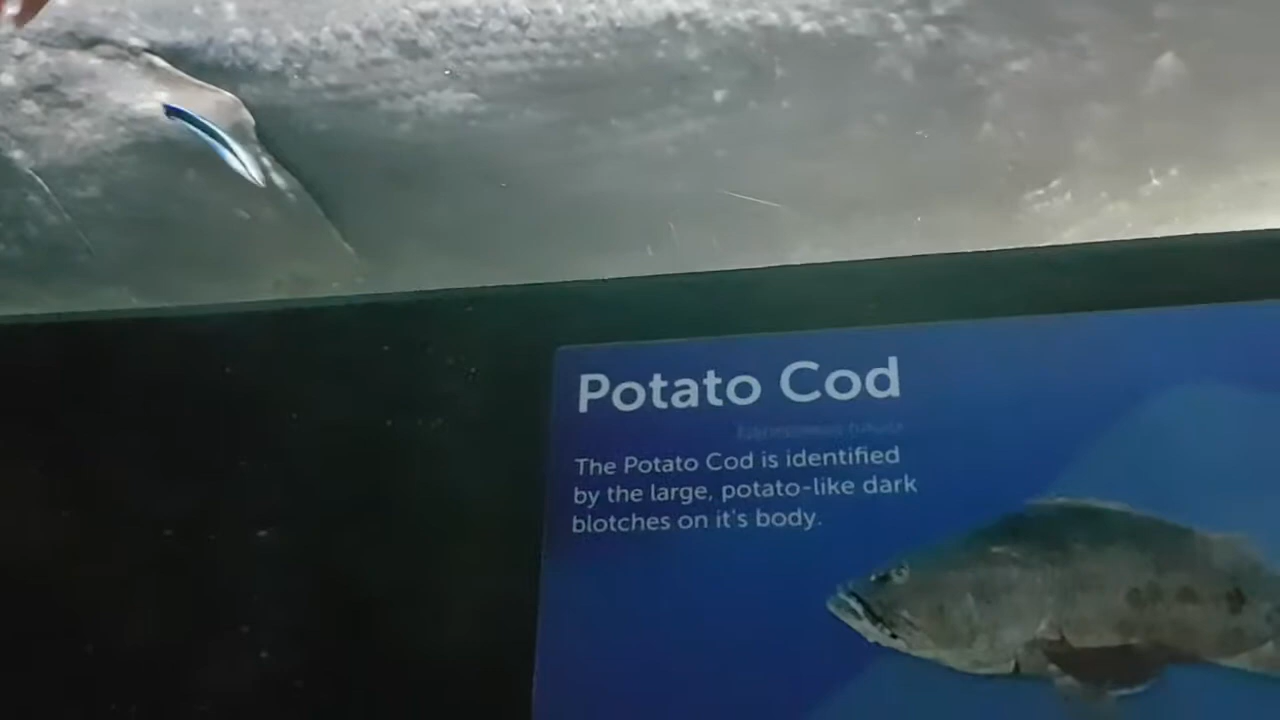 Potato Cod
The Potato Cod is identified
by the large, potato-like dark
blotches on it's body.